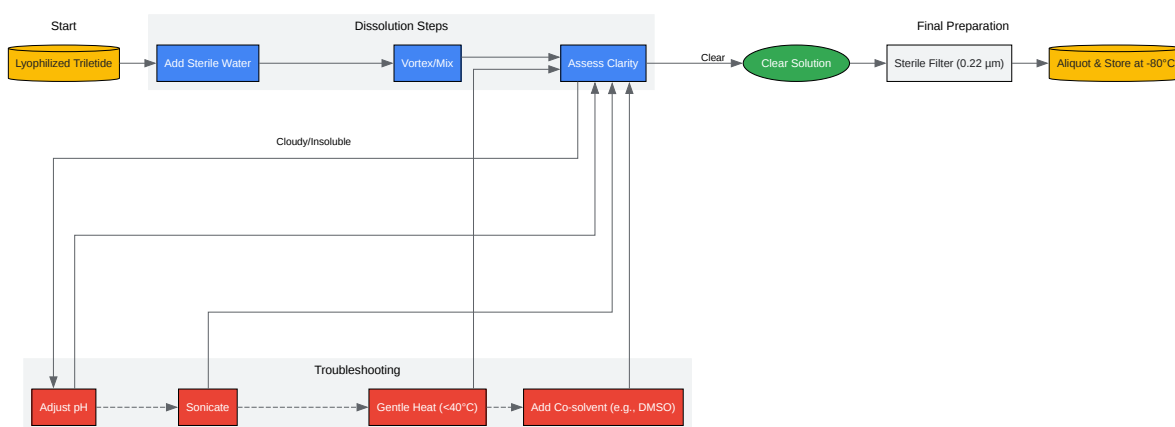 Start
Dissolution Steps
Final Preparation
Lyophilized Triletide
Add Sterile Water
Vortex/Mix
Assess Clarity
Clear
Clear Solution
Sterile Filter (0.22 µm)
Aliquot & Store at -80°C
Cloudy/Insoluble
Troubleshooting
Adjust pH
Sonicate
Gentle Heat (<40°C)
Add Co-solvent (e.g., DMSO)